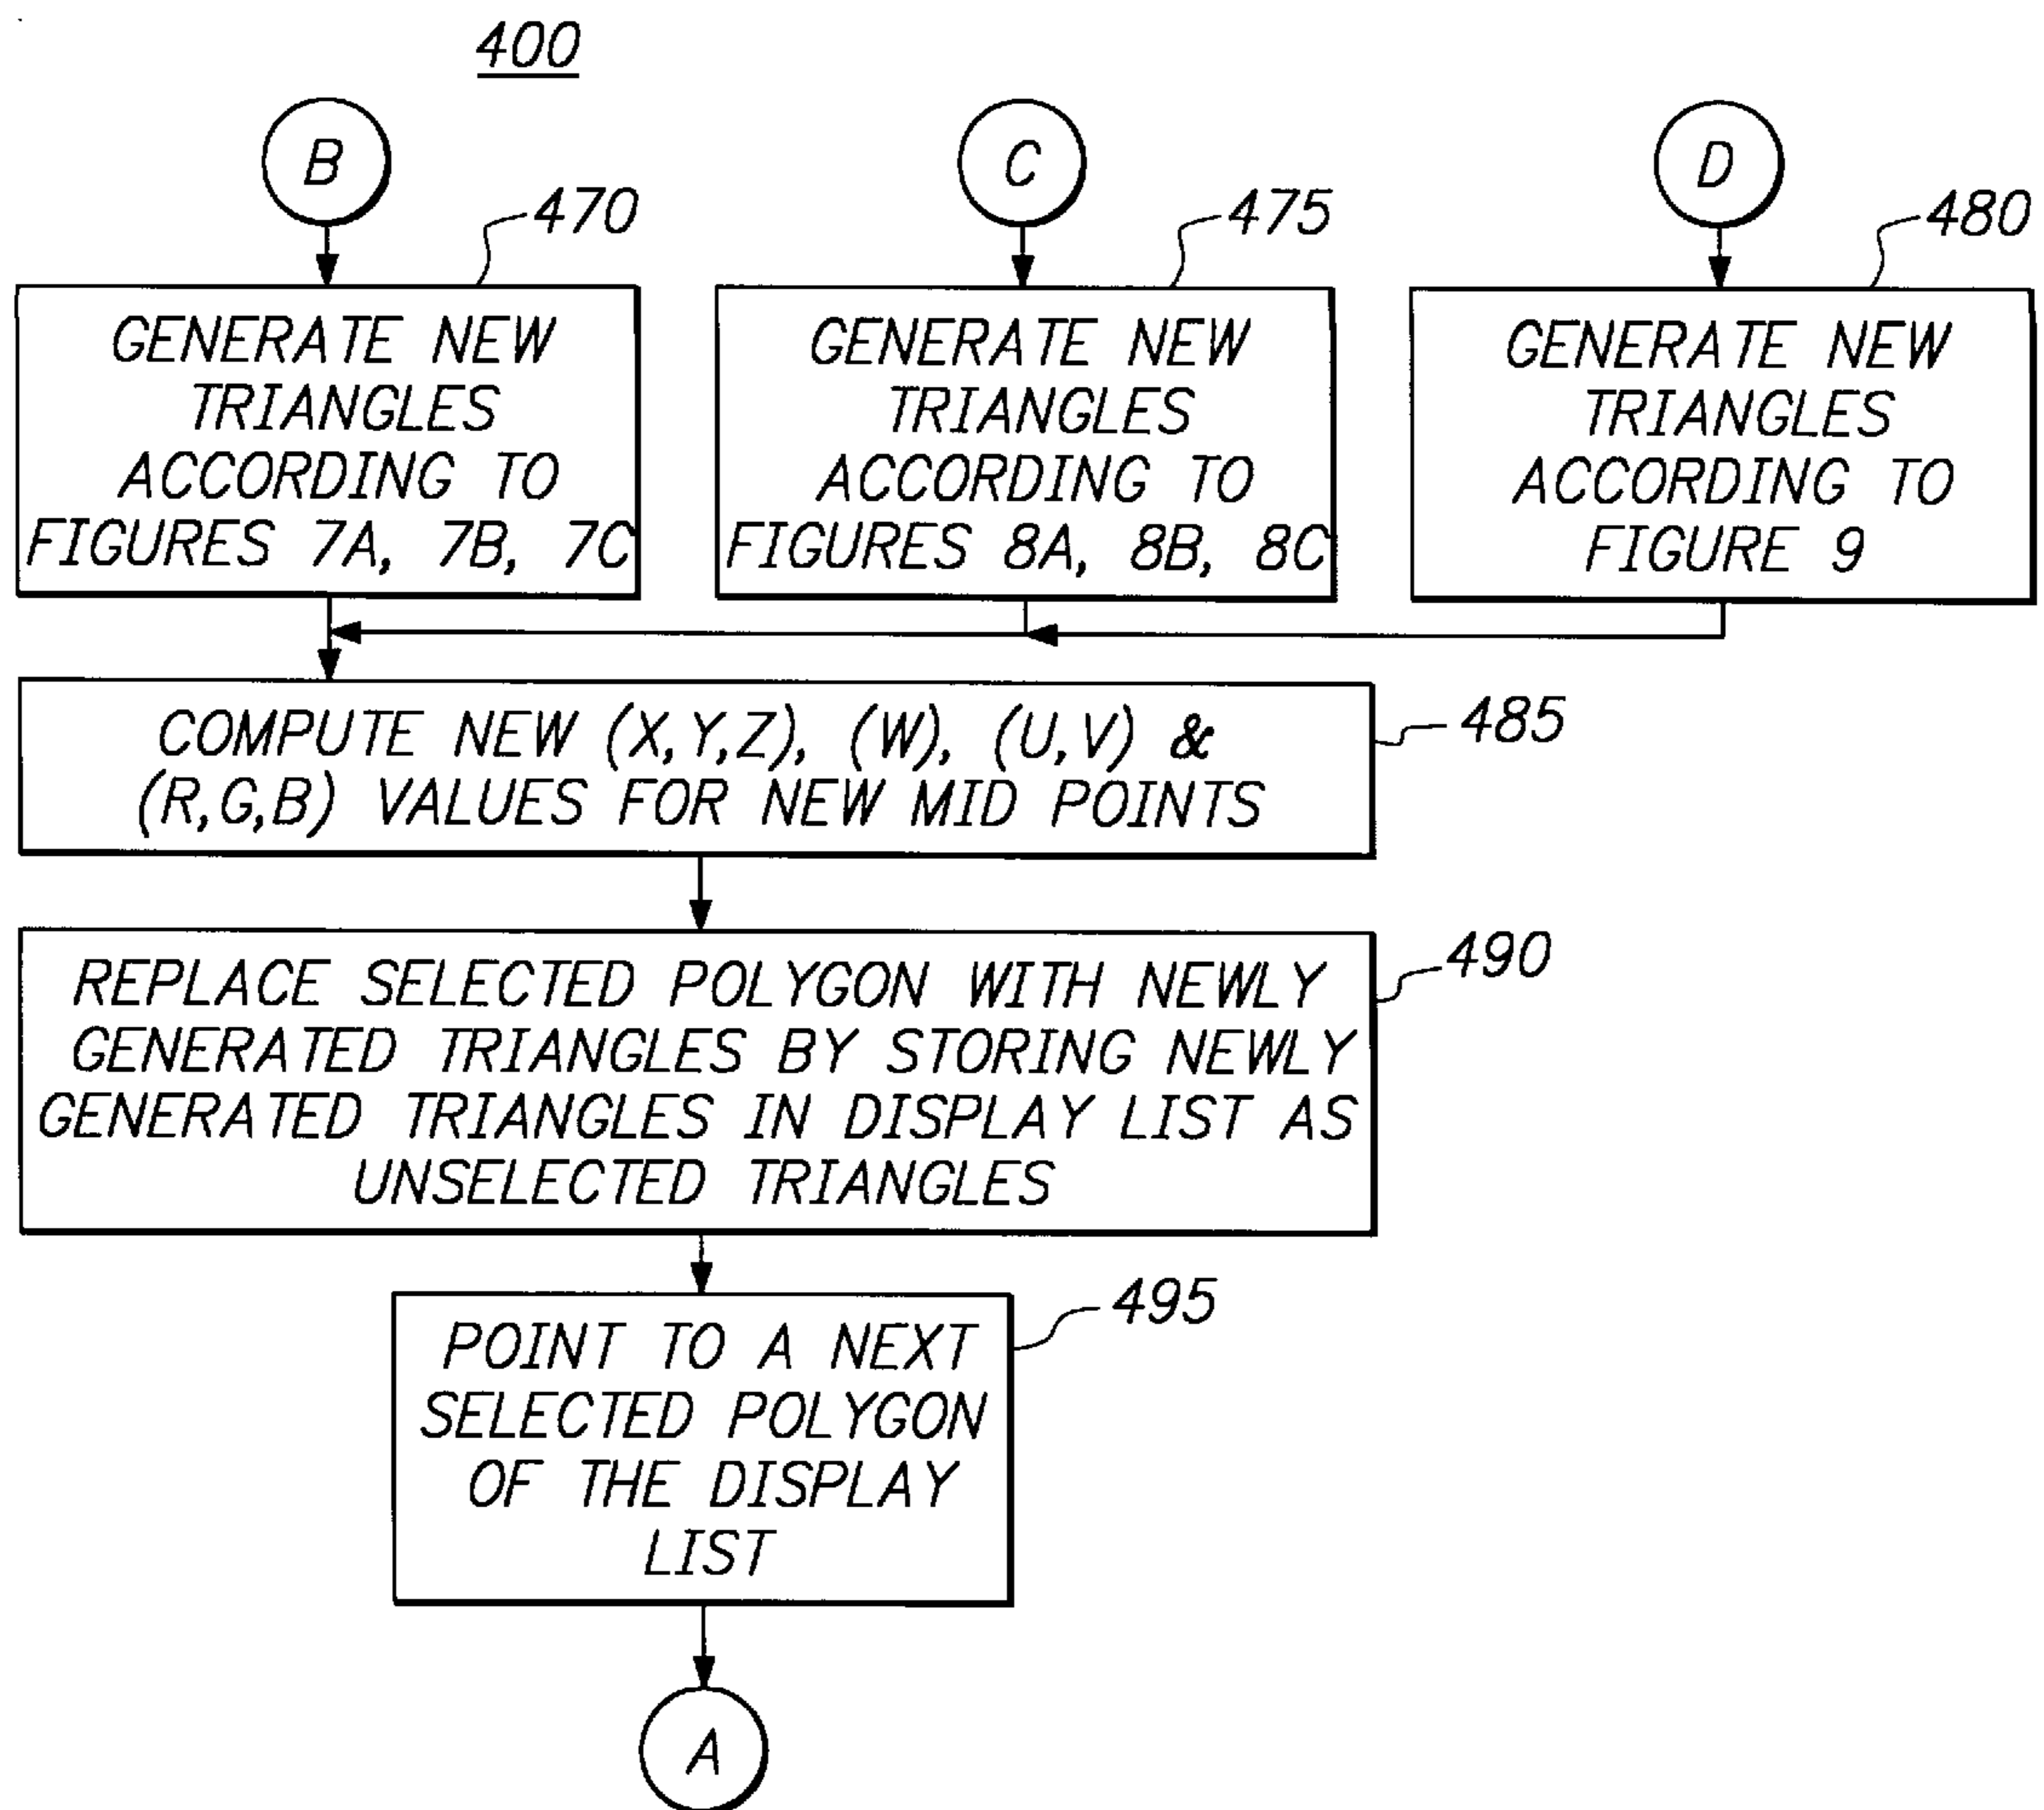 400
B
C
D
470
475
480
GENERATE NEW
TRIANGLES
ACCORDING TO
FIGURES 7A, 7B, 7C
GENERATE NEW
TRIANGLES
ACCORDING TO
FIGURES 8A, 8B, 8C
GENERATE NEW
TRIANGLES
ACCORDING TO
FIGURE 9
485
COMPUTE NEW (X,Y,Z), (W), (U,V) &
(R,G,B) VALUES FOR NEW MID POINTS
490
REPLACE SELECTED POLYGON WITH NEWLY
GENERATED TRIANGLES BY STORING NEWLY
GENERATED TRIANGLES IN DISPLAY LIST AS
UNSELECTED TRIANGLES
495
POINT TO A NEXT
SELECTED POLYGON
OF THE DISPLAY
LIST
A